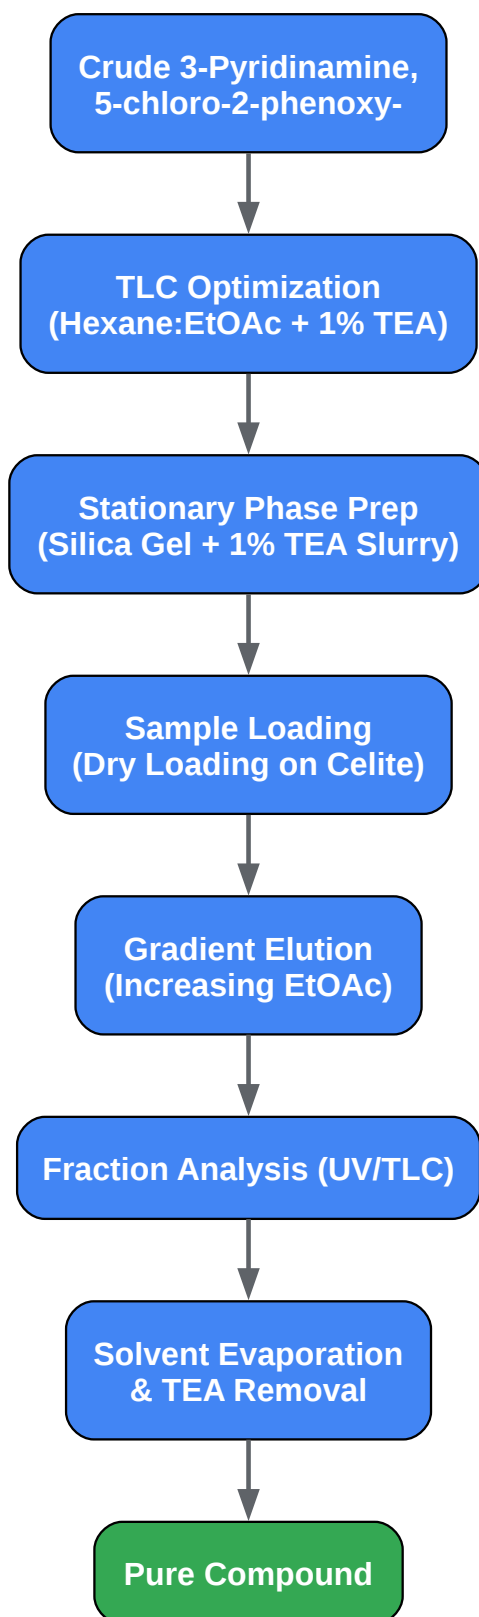 Crude 3-Pyridinamine,
5-chloro-2-phenoxy-
TLC Optimization
(Hexane:EtOAc + 1% TEA)
Stationary Phase Prep
(Silica Gel + 1% TEA Slurry)
Sample Loading
(Dry Loading on Celite)
Gradient Elution
(Increasing EtOAc)
Fraction Analysis (UV/TLC)
Solvent Evaporation
& TEA Removal
Pure Compound